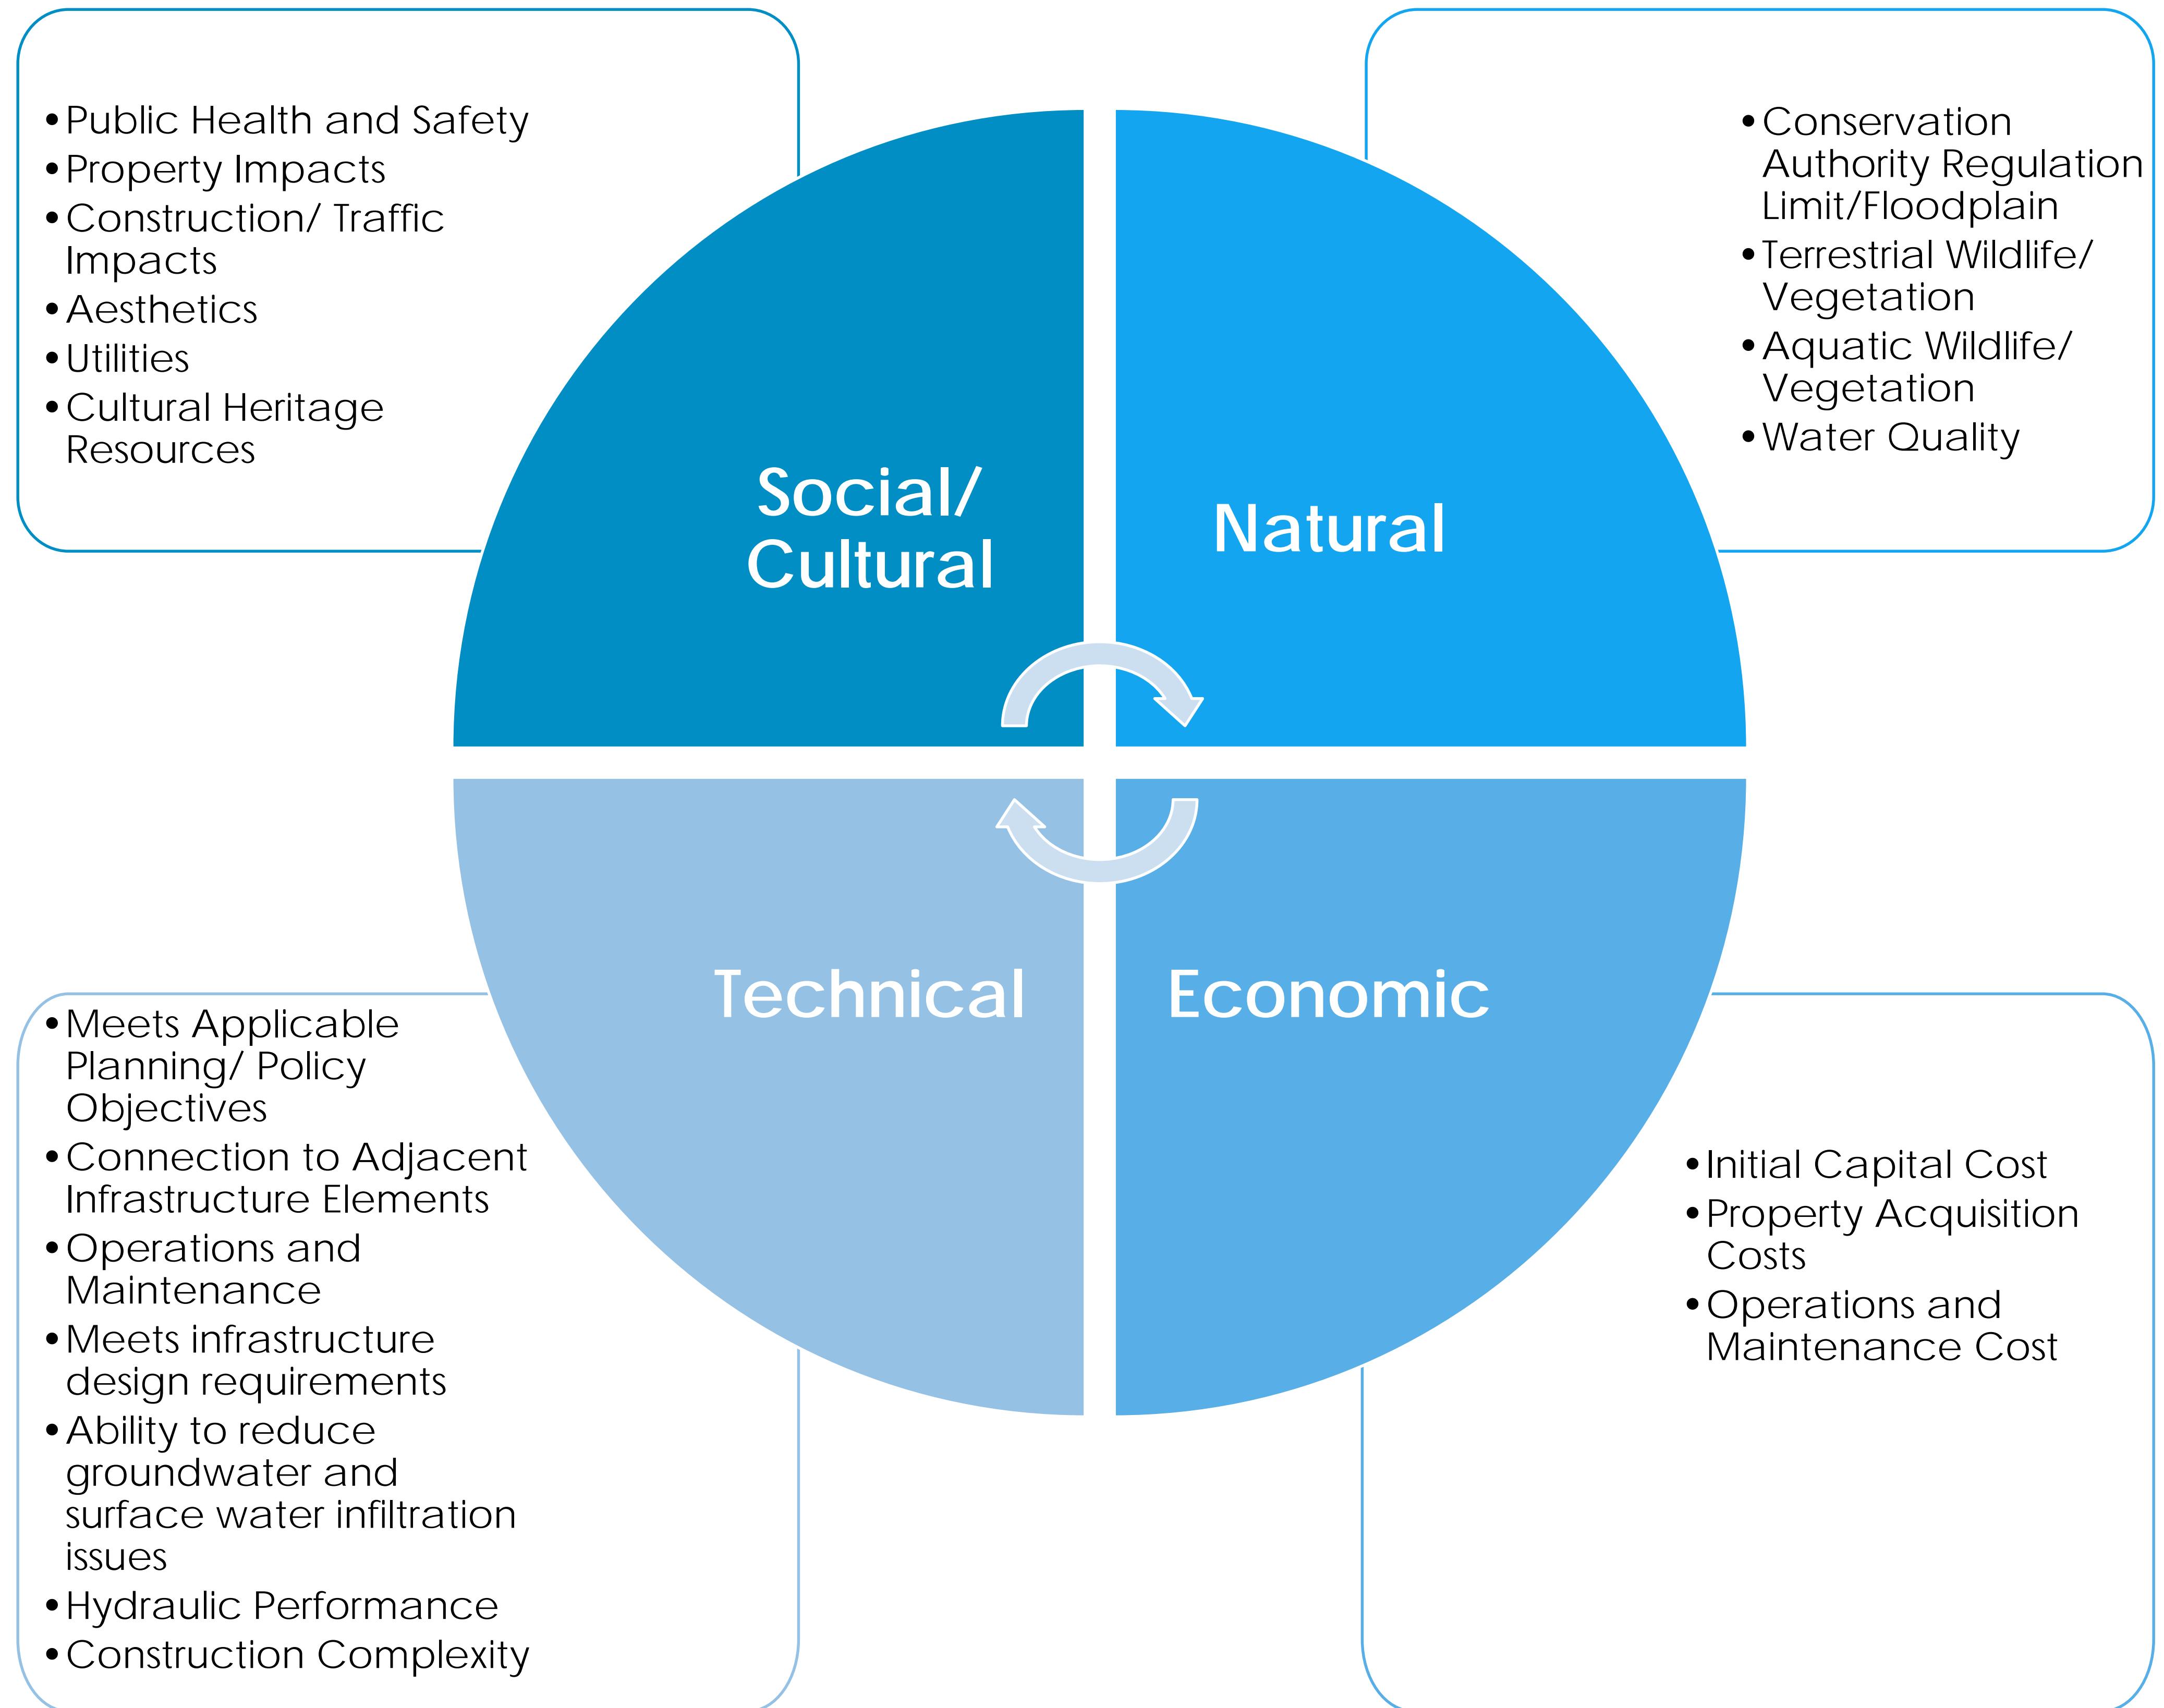 •Public Health and Safety
•Property Impacts
•Construction/ Traffic
Impacts
•Aesthetics
•Utilities
•Cultural Heritage
Resources
Social/
Cultural
Natural
•Conservation
Authority Regulation
Limit/Floodplain
•Terrestrial Wildlife/
Vegetation
•Aquatic Wildlife/
Vegetation
•Water Quality
Technical
•Meets Applicable
Planning/ Policy
Objectives
•Connection to Adjacent
Infrastructure Elements
•Operations and
Maintenance
•Meets infrastructure
design requirements
•Ability to reduce
groundwater and
surface water infiltration
issues
•Hydraulic Performance
•Construction Complexity
Economic
•Initial Capital Cost
•Property Acquisition
Costs
•Operations and
Maintenance Cost